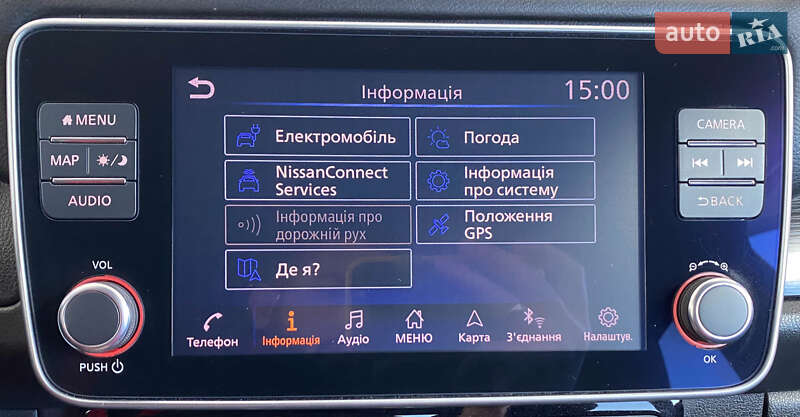 auto RIA
Інформація 15:00
MENU
MAP
AUDIO
CAMERA
BACK
Електромобіль
Погода
NissanConnect
Services
Інформація
про систему
Інформація про
дорожній рух
Положення
GPS
Де я?
VOL
PUSH
OK
Телефон
Інформація
Аудіо
МЕНЮ
Карта
З'єднання
Налаштув.